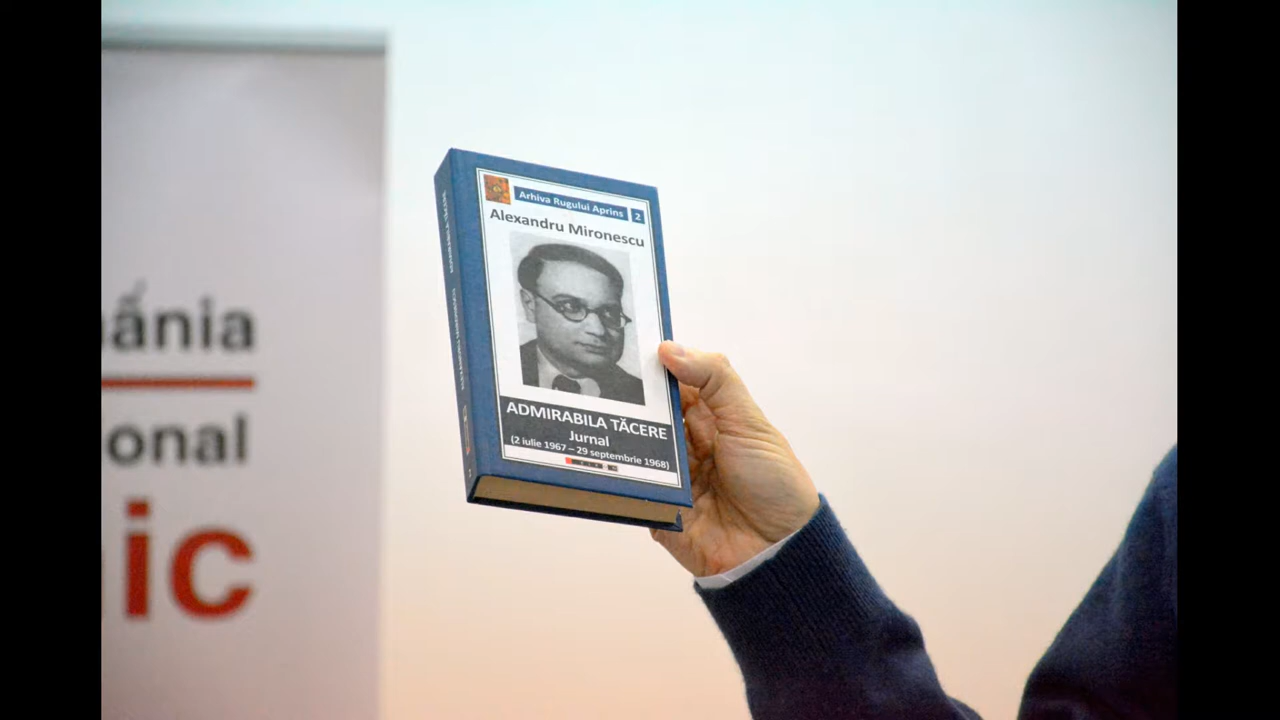 ânia
onal
ic
Arhiva Rugului Aprins 2
Alexandru Mironescu
ADMIRABILA TĂCERE
Jurnal
(2 iulie 1967 – 29 septembrie 1968)